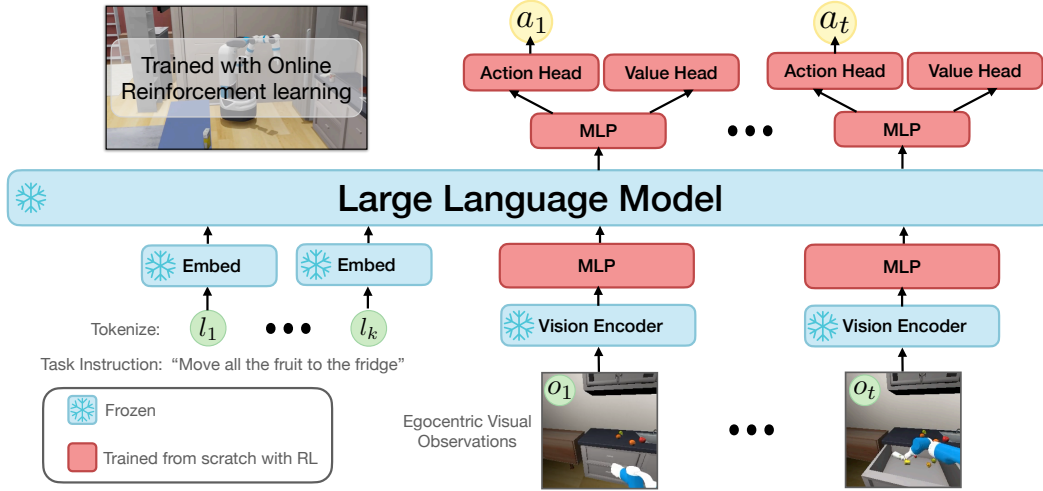 Trained with Online
Reinforcement learning
a₁
aₜ
Action Head
Value Head
Action Head
Value Head
MLP
•••
MLP
Large Language Model
Embed
Embed
MLP
MLP
Tokenize:
l₁
•••
lₖ
Vision Encoder
Vision Encoder
Task Instruction: “Move all the fruit to the fridge”
Frozen
Trained from scratch with RL
Egocentric Visual
Observations
o₁
•••
oₜ